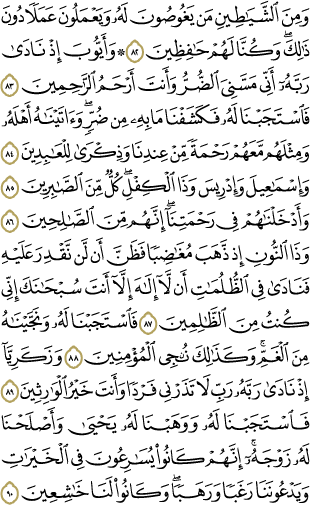 وَمِنَ ٱلشَّيَٰطِينِ مَن يَغُوصُونَ لَهُۥ وَيَعْمَلُونَ عَمَلًا دُونَ
ذَٰلِكَۖ وَكُنَّا لَهُمْ حَٰفِظِينَ ٨٢ ۞ وَأَيُّوبَ إِذْ نَادَىٰ
رَبَّهُۥٓ أَنِّي مَسَّنِيَ ٱلضُّرُّ وَأَنتَ أَرْحَمُ ٱلرَّٰحِمِينَ ٨٣
فَٱسْتَجَبْنَا لَهُۥ فَكَشَفْنَا مَا بِهِۦ مِن ضُرٍّۖ وَءَاتَيْنَٰهُ أَهْلَهُۥ
وَمِثْلَهُم مَّعَهُمْ رَحْمَةً مِّنْ عِندِنَا وَذِكْرَىٰ لِلْعَٰبِدِينَ ٨٤
وَإِسْمَٰعِيلَ وَإِدْرِيسَ وَذَا ٱلْكِفْلِۖ كُلٌّ مِّنَ ٱلصَّٰبِرِينَ ٨٥
وَأَدْخَلْنَٰهُمْ فِي رَحْمَتِنَآۖ إِنَّهُم مِّنَ ٱلصَّٰلِحِينَ ٨٦
وَذَا ٱلنُّونِ إِذ ذَّهَبَ مُغَٰضِبًا فَظَنَّ أَن لَّن نَّقْدِرَ عَلَيْهِ
فَنَادَىٰ فِي ٱلظُّلُمَٰتِ أَن لَّآ إِلَٰهَ إِلَّآ أَنتَ سُبْحَٰنَكَ إِنِّي
كُنتُ مِنَ ٱلظَّٰلِمِينَ ٨٧ فَٱسْتَجَبْنَا لَهُۥ وَنَجَّيْنَٰهُ
مِنَ ٱلْغَمِّۚ وَكَذَٰلِكَ نُـۨجِي ٱلْمُؤْمِنِينَ ٨٨ وَزَكَرِيَّآ
إِذْ نَادَىٰ رَبَّهُۥ رَبِّ لَا تَذَرْنِي فَرْدًا وَأَنتَ خَيْرُ ٱلْوَٰرِثِينَ ٨٩
فَٱسْتَجَبْنَا لَهُۥ وَوَهَبْنَا لَهُۥ يَحْيَىٰ وَأَصْلَحْنَا
لَهُۥ زَوْجَهُۥٓۚ إِنَّهُمْ كَانُوا۟ يُسَٰرِعُونَ فِي ٱلْخَيْرَٰتِ
وَيَدْعُونَنَا رَغَبًا وَرَهَبًاۖ وَكَانُوا۟ لَنَا خَٰشِعِينَ ٩٠